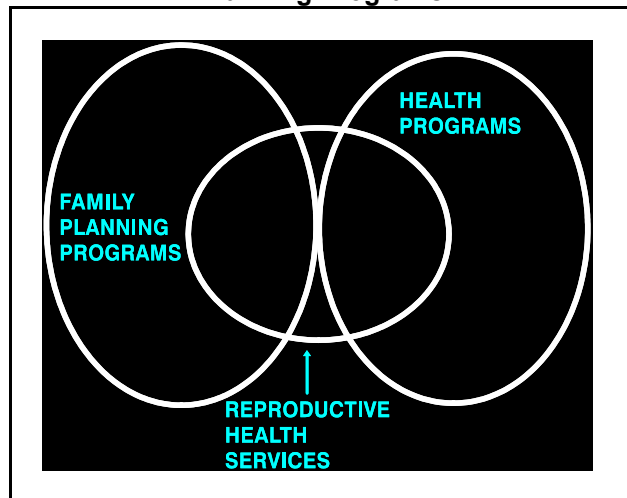 HEALTH
PROGRAMS
FAMILY
PLANNING
PROGRAMS
REPRODUCTIVE
HEALTH
SERVICES